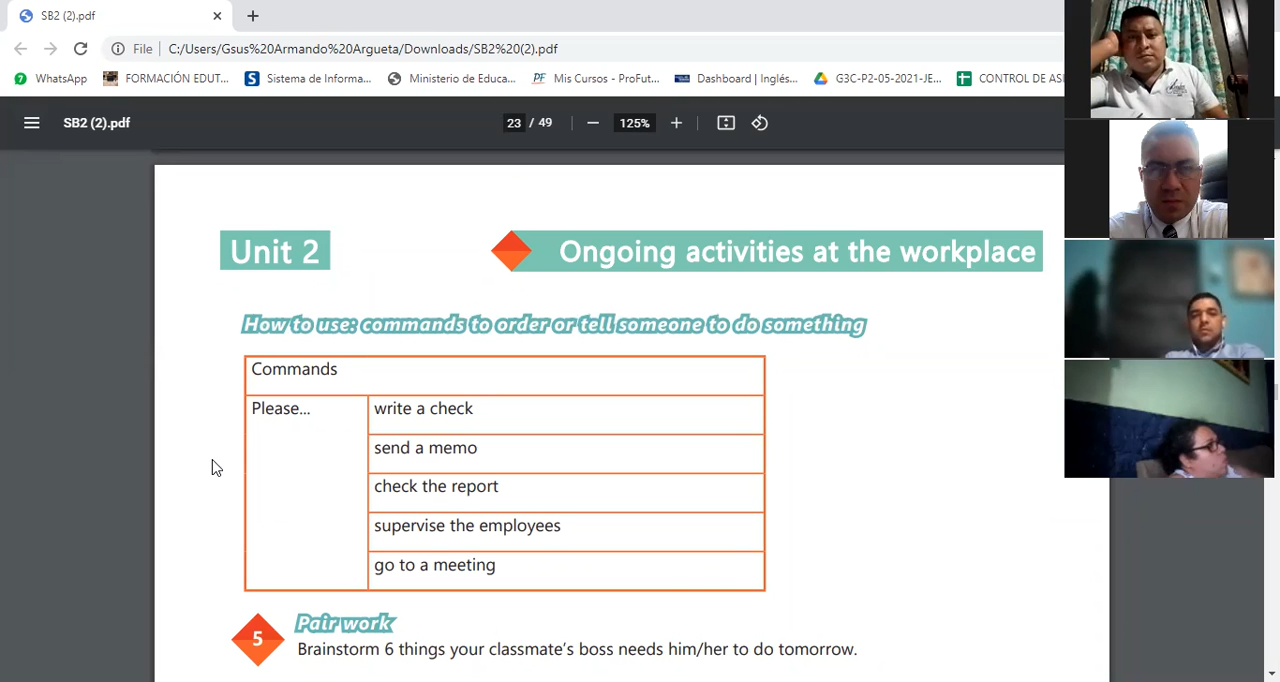 SB2 (2).pdf
File C:/Users/Gsus%20Armando%20Argueta/Downloads/SB2%20(2).pdf
WhatsApp FORMACIÓN EDUT... Sistema de Informa... Ministerio de Educa... Mis Cursos - ProFut... Dashboard | Inglés,... G3C-P2-05-2021-JE... CONTROL DE ASI
SB2 (2).pdf 23 / 49 125%
Unit 2 Ongoing activities at the workplace
How to use: commands to order or tell someone to do something
Commands
Please... write a check
send a memo
check the report
supervise the employees
go to a meeting
5 Pair work
Brainstorm 6 things your classmate's boss needs him/her to do tomorrow.